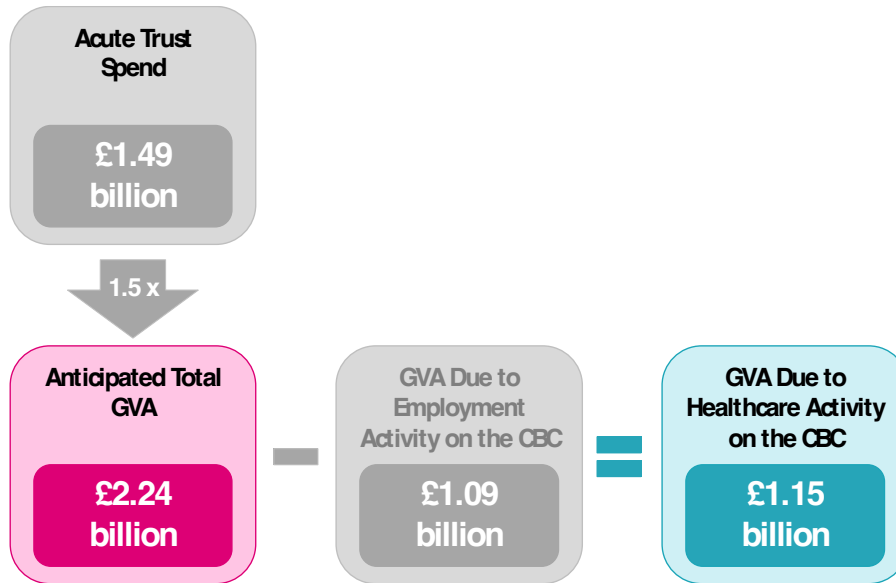 Acute Trust
Spend
£1.49
billion
1.5 x
Anticipated Total
GVA
£2.24
billion
GVA Due to
Employment
Activity on the CBC
£1.09
billion
GVA Due to
Healthcare Activity
on the CBC
£1.15
billion